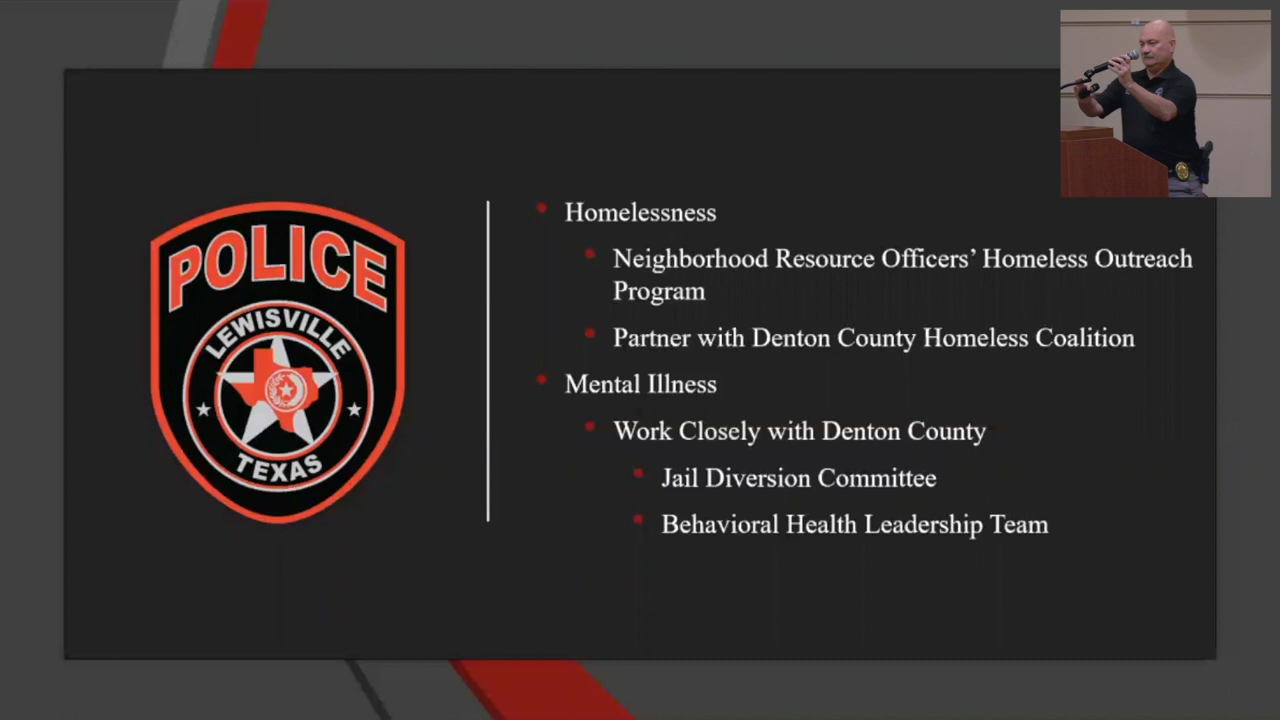 POLICE
LEWISVILLE
TEXAS
Homelessness
Neighborhood Resource Officers’ Homeless Outreach
Program
Partner with Denton County Homeless Coalition
Mental Illness
Work Closely with Denton County
Jail Diversion Committee
Behavioral Health Leadership Team